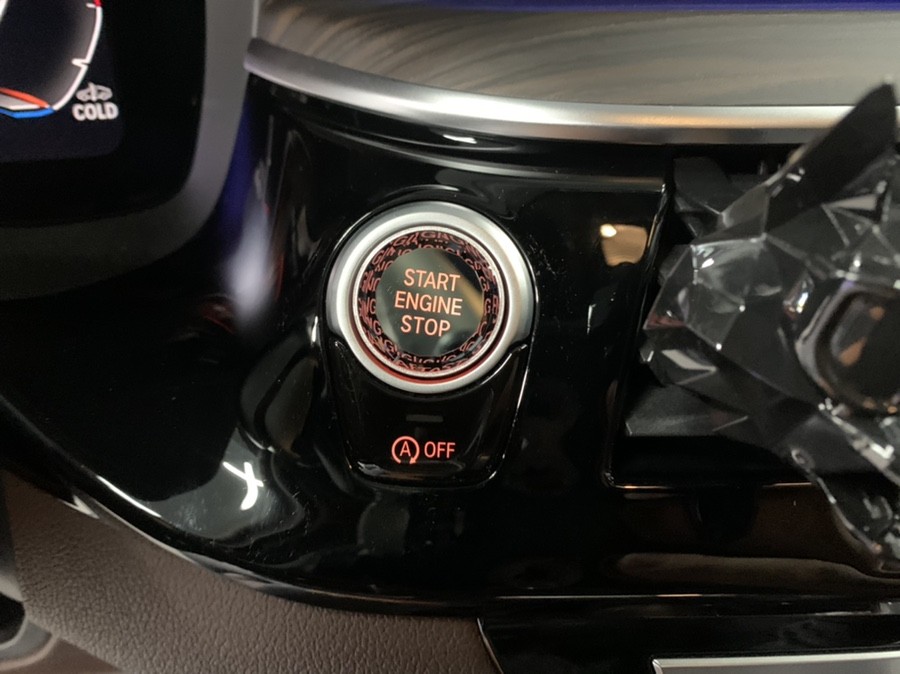 COLD
START
ENGINE
STOP
A OFF